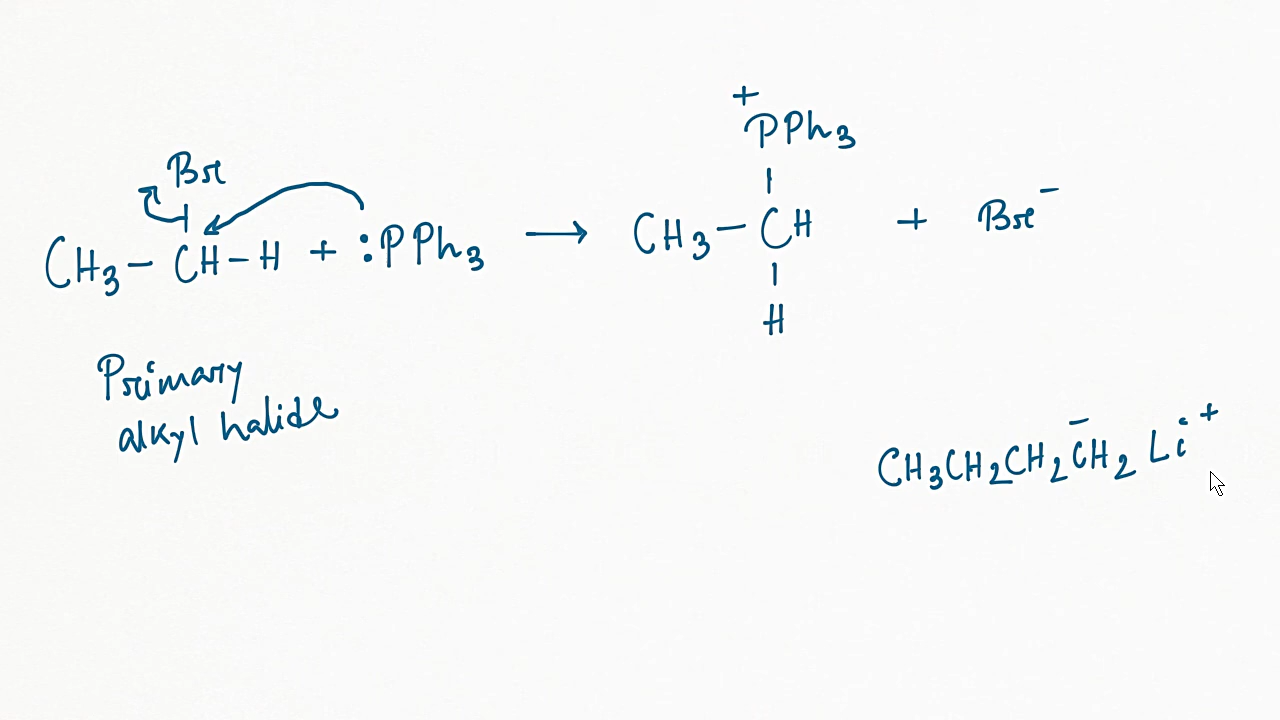 Br
CH3 – CH – H + :PPh3 ⟶
+
PPh3
CH3 – CH + Br⁻
H
Primary
alkyl halide
CH3CH2CH2C̄H2 Li⁺